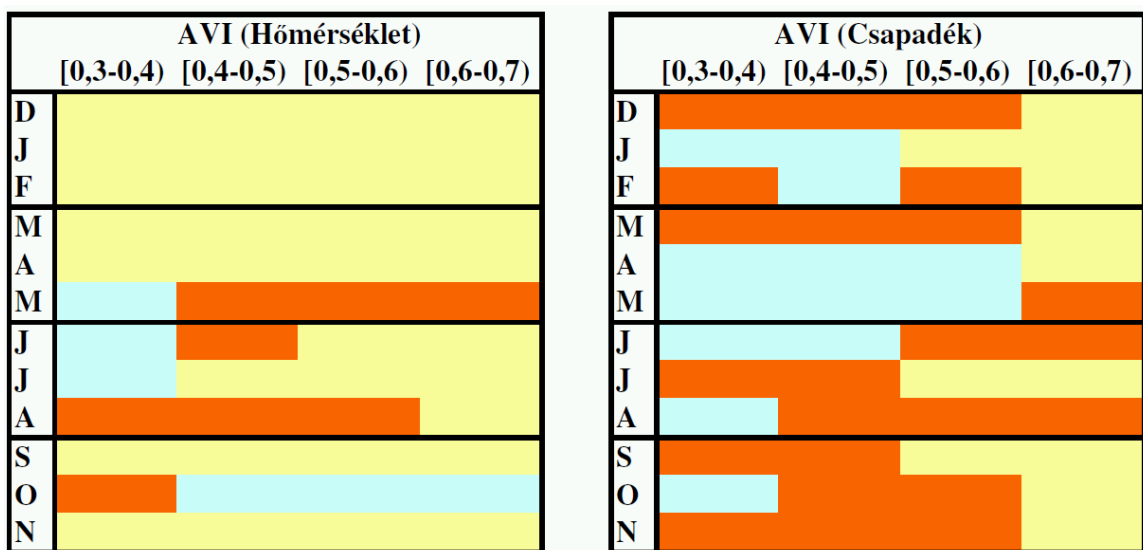 AVI (Hőmérséklet)
[0,3-0,4) [0,4-0,5) [0,5-0,6) [0,6-0,7)
D
J
F
M
A
M
J
J
A
S
O
N
AVI (Csapadék)
[0,3-0,4) [0,4-0,5) [0,5-0,6) [0,6-0,7)
D
J
F
M
A
M
J
J
A
S
O
N